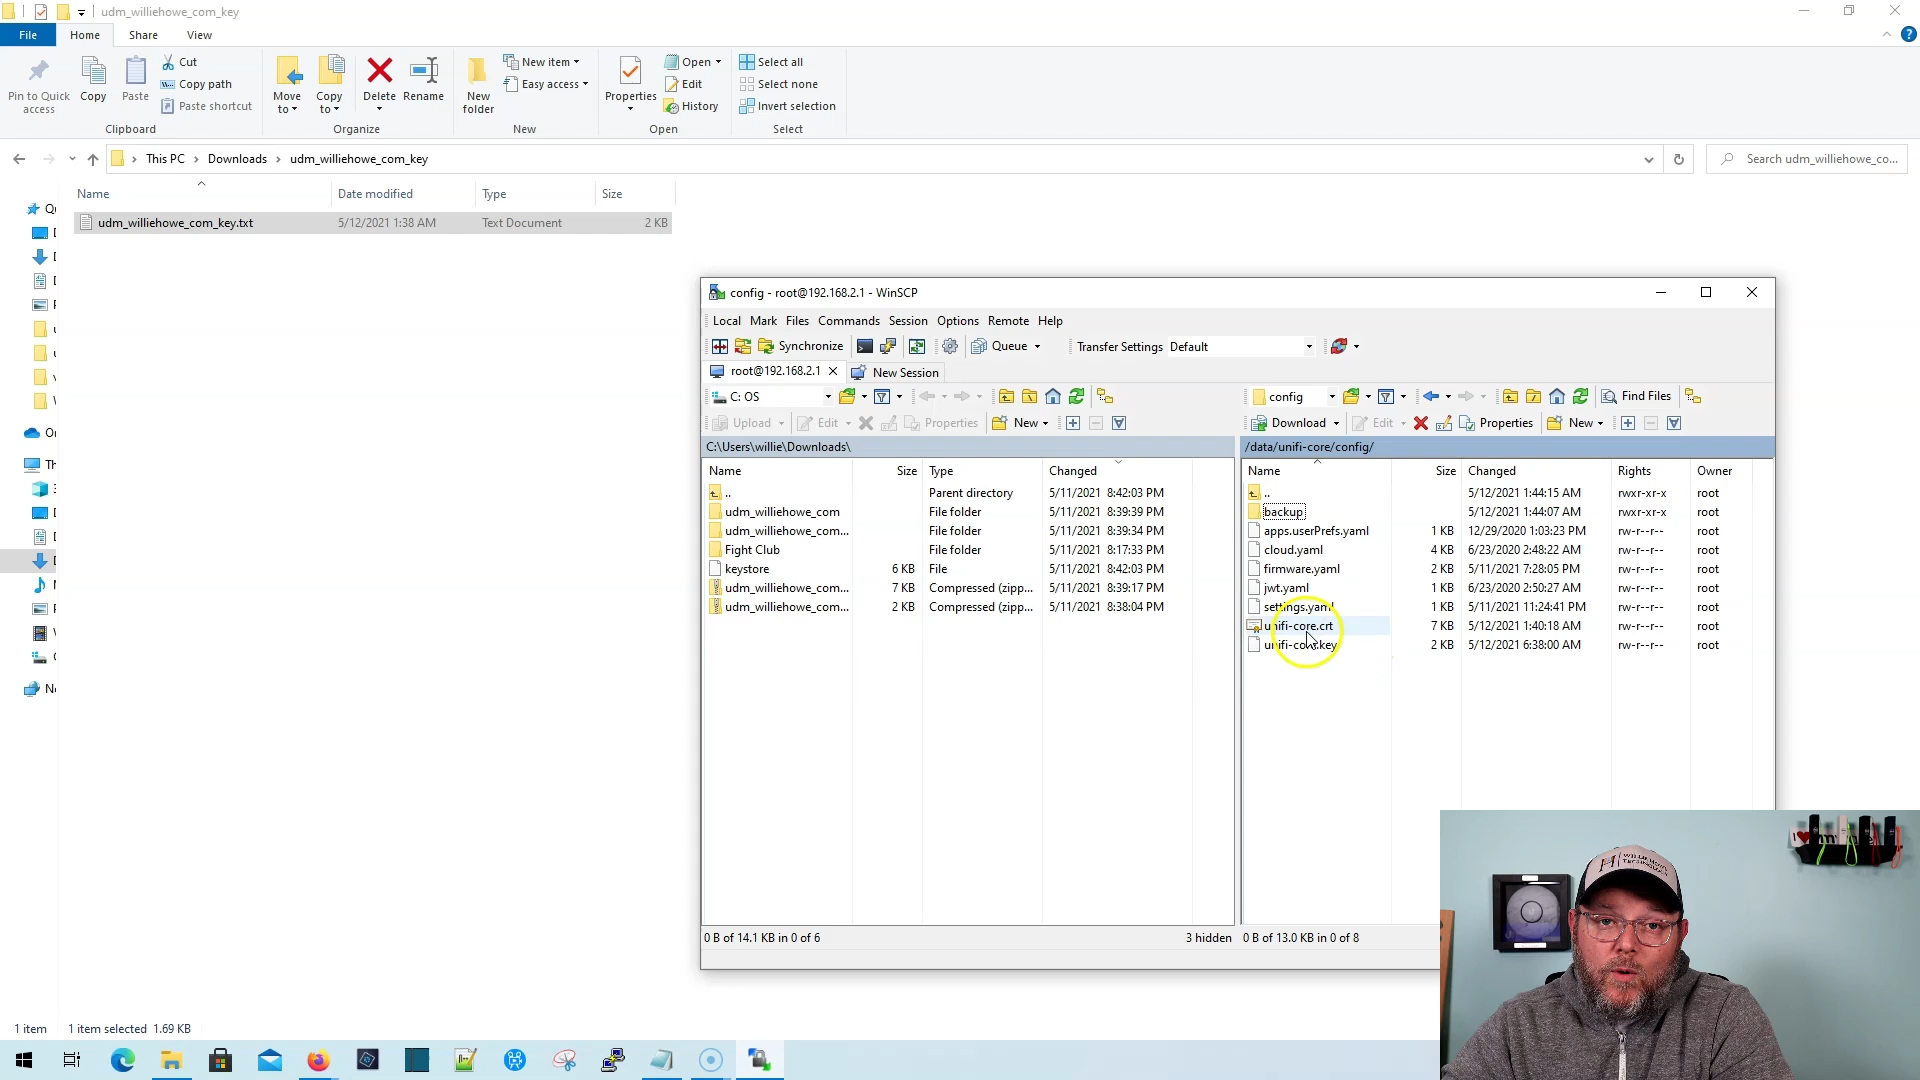 udm_williehowe_com_key
File Home Share View
Pin to Quick access
Copy
Paste
Cut
Copy path
Paste shortcut
Move to
Copy to
Delete
Rename
New folder
New item
Easy access
Properties
Open
Edit
History
Select all
Select none
Invert selection
Clipboard Organize New Open Select
This PC Downloads udm_williehowe_com_key
Search udm_williehowe_co...
Name Date modified Type Size
udm_williehowe_com_key.txt 5/12/2021 1:38 AM Text Document 2 KB
config - root@192.168.2.1 - WinSCP
Local Mark Files Commands Session Options Remote Help
Synchronize Queue Transfer Settings Default
root@192.168.2.1 New Session
C: OS
config Find Files
Upload Edit Properties New
Download Edit Properties New
C:\Users\willie\Downloads\
/data/unifi-core/config/
Name Size Type Changed
.. Parent directory 5/11/2021 8:42:03 PM
udm_williehowe_com File folder 5/11/2021 8:39:39 PM
udm_williehowe_com... File folder 5/11/2021 8:39:34 PM
Fight Club File folder 5/11/2021 8:17:33 PM
keystore 6 KB File 5/11/2021 8:42:03 PM
udm_williehowe_com... 7 KB Compressed (zipp... 5/11/2021 8:39:17 PM
udm_williehowe_com... 2 KB Compressed (zipp... 5/11/2021 8:38:04 PM
Name Size Changed Rights Owner
.. 5/12/2021 1:44:15 AM rwxr-xr-x root
backup 5/12/2021 1:44:07 AM rwxr-xr-x root
apps.userPrefs.yaml 1 KB 12/29/2020 1:03:23 PM rw-r--r-- root
cloud.yaml 4 KB 6/23/2020 2:48:22 AM rw-r--r-- root
firmware.yaml 2 KB 5/11/2021 7:28:05 PM rw-r--r-- root
jwt.yaml 1 KB 6/23/2020 2:50:27 AM rw-r--r-- root
settings.yaml 1 KB 5/11/2021 11:24:41 PM rw-r--r-- root
unifi-core.crt 7 KB 5/12/2021 1:40:18 AM rw-r--r-- root
unifi-core.key 2 KB 5/12/2021 6:38:00 AM rw-r--r-- root
0 B of 14.1 KB in 0 of 6 3 hidden
0 B of 13.0 KB in 0 of 8
1 item 1 item selected 1.69 KB